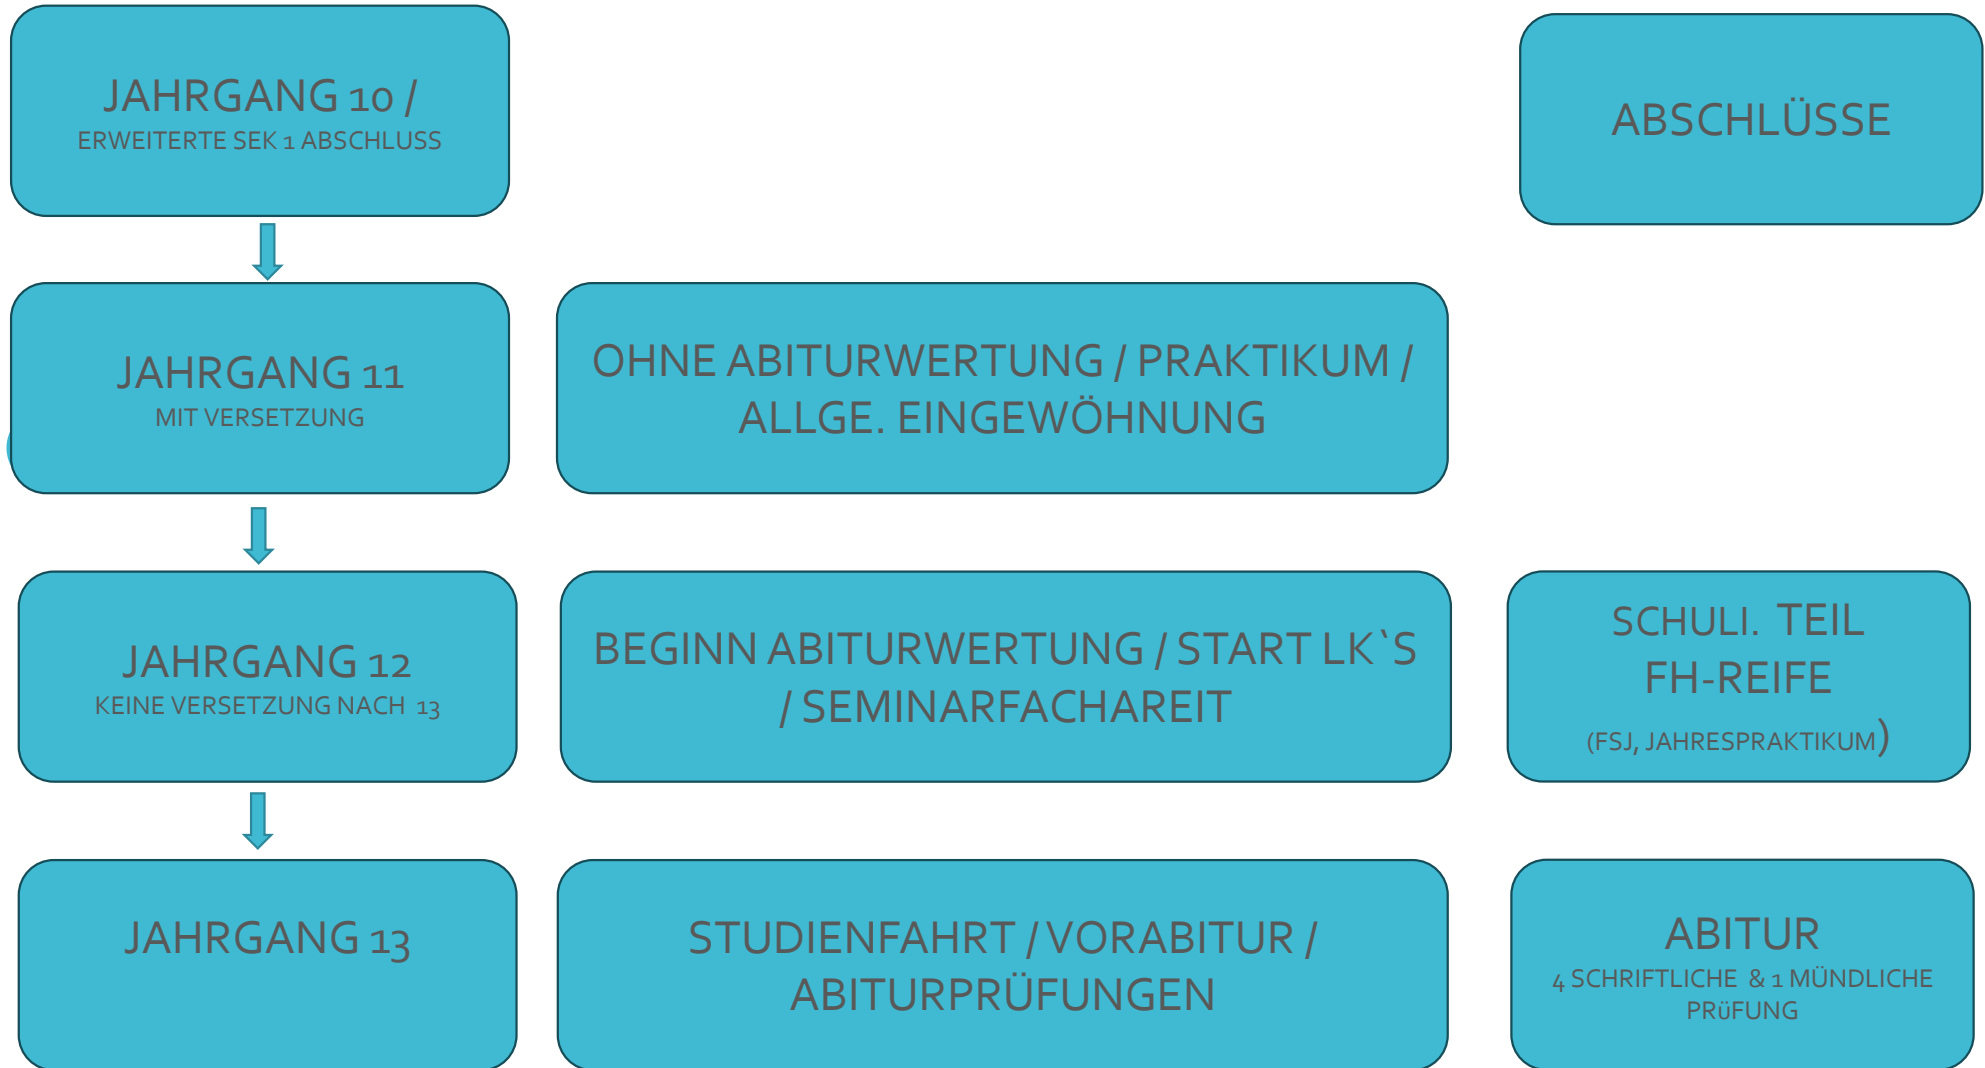 JAHRGANG 10 /
ERWEITERTE SEK 1 ABSCHLUSS
ABSCHLÜSSE
JAHRGANG 11
MIT VERSETZUNG
OHNE ABITURWERTUNG / PRAKTIKUM /
ALLGE. EINGEWÖHNUNG
JAHRGANG 12
KEINE VERSETZUNG NACH 13
BEGINN ABITURWERTUNG / START LK`S
/ SEMINARFACHAREIT
SCHULI. TEIL
FH-REIFE
(FSJ, JAHRESPRAKTIKUM)
JAHRGANG 13
STUDIENFAHRT / VORABITUR /
ABITURPRÜFUNGEN
ABITUR
4 SCHRIFTLICHE & 1 MÜNDLICHE
PRüFUNG